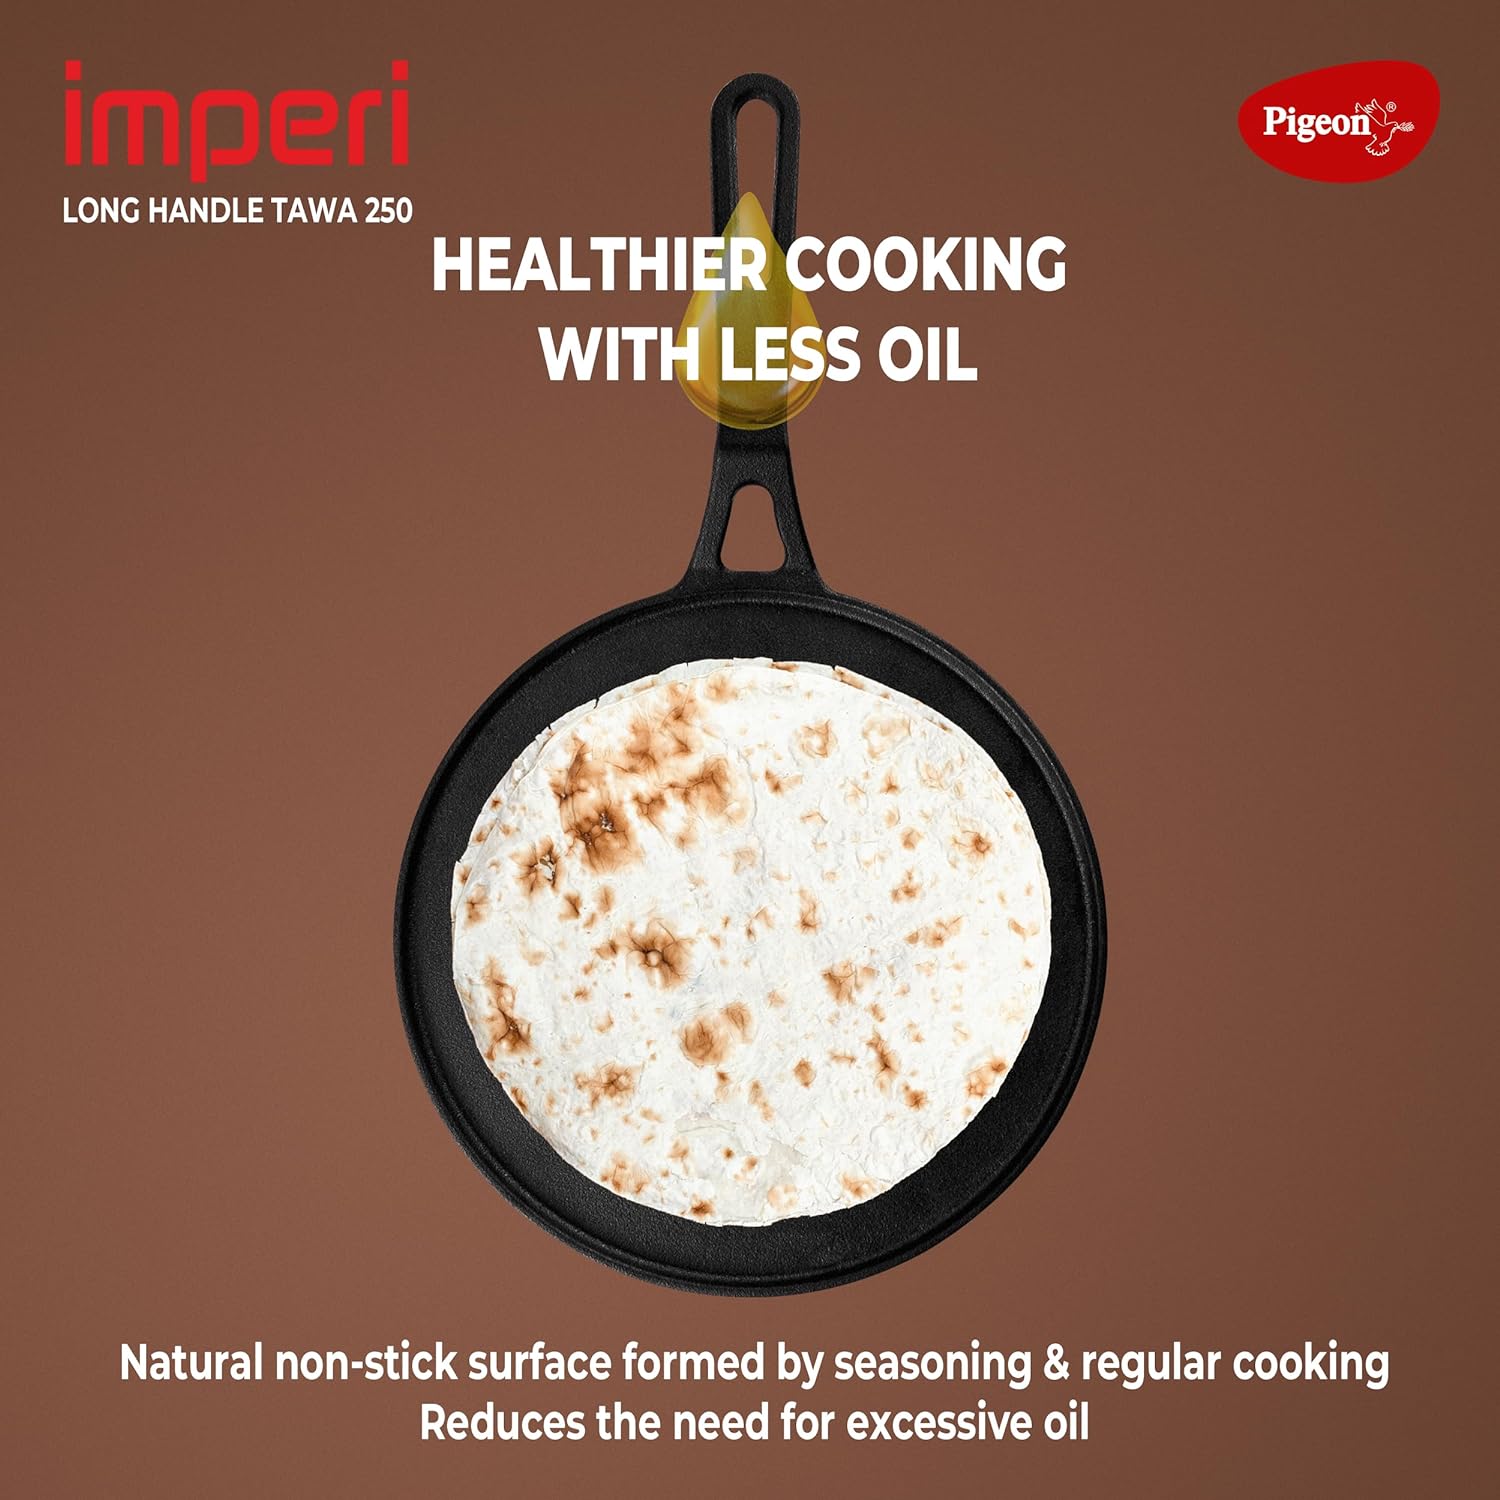 imperi
LONG HANDLE TAWA 250
Pigeon®
HEALTHIER COOKING
WITH LESS OIL
Natural non-stick surface formed by seasoning & regular cooking
Reduces the need for excessive oil